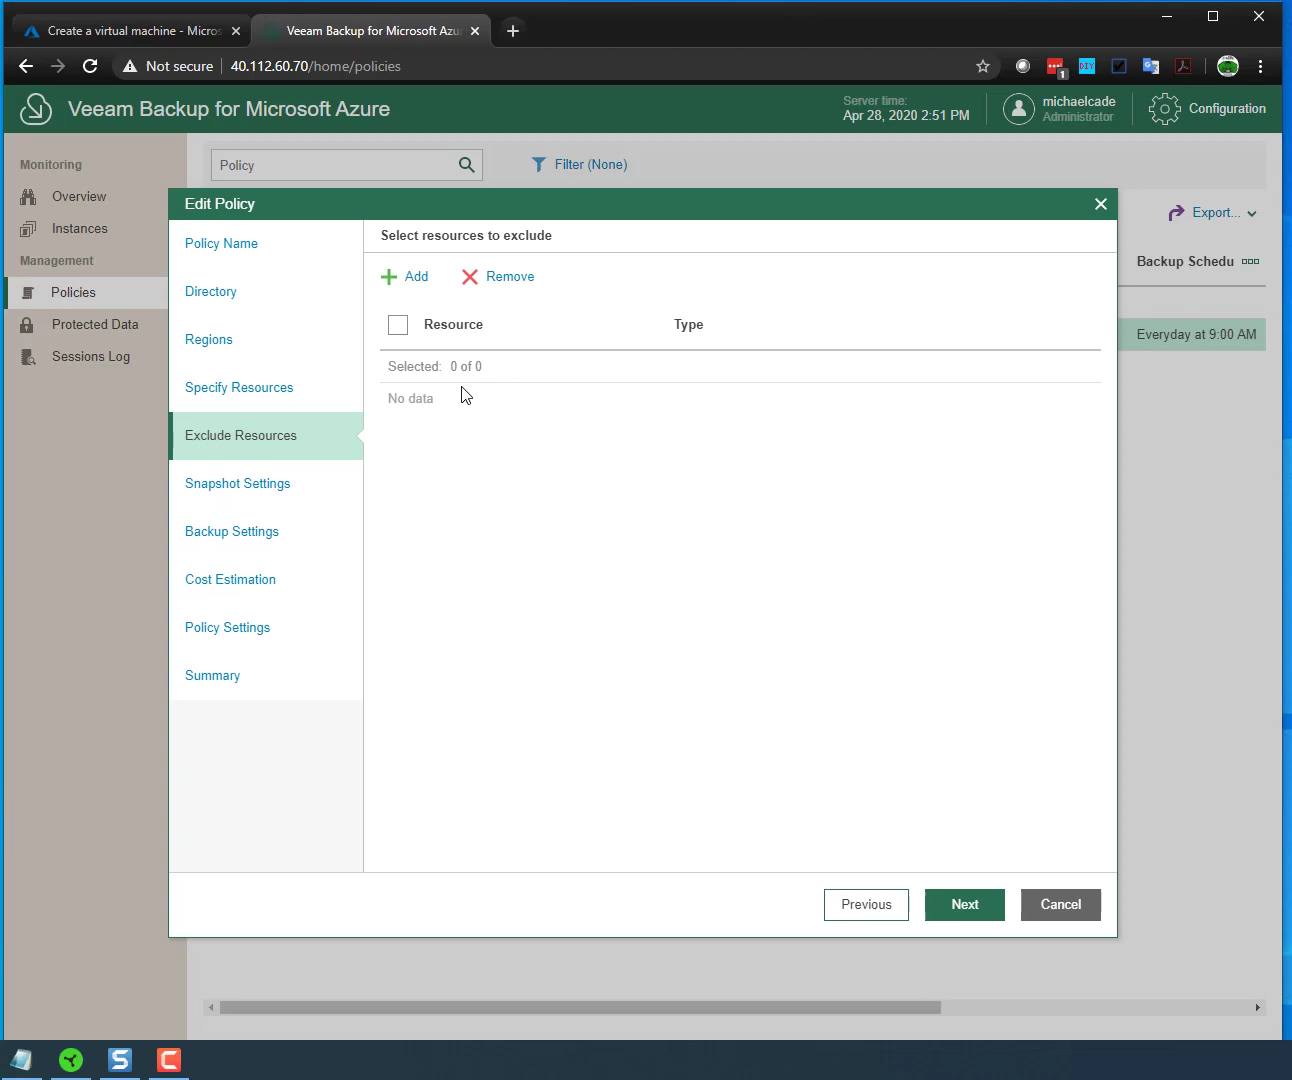 Create a virtual machine - Micros
Veeam Backup for Microsoft Azu
Not secure
40.112.60.70/home/policies
1
DIY
Veeam Backup for Microsoft Azure
Server time:
Apr 28, 2020 2:51 PM
michaelcade
Administrator
Configuration
Monitoring
Overview
Instances
Management
Policies
Protected Data
Sessions Log
Policy
Filter (None)
Export...
Backup Schedu
Everyday at 9:00 AM
Edit Policy
Policy Name
Directory
Regions
Specify Resources
Exclude Resources
Snapshot Settings
Backup Settings
Cost Estimation
Policy Settings
Summary
Select resources to exclude
Add
Remove
Resource
Type
Selected: 0 of 0
No data
Previous
Next
Cancel
S
C